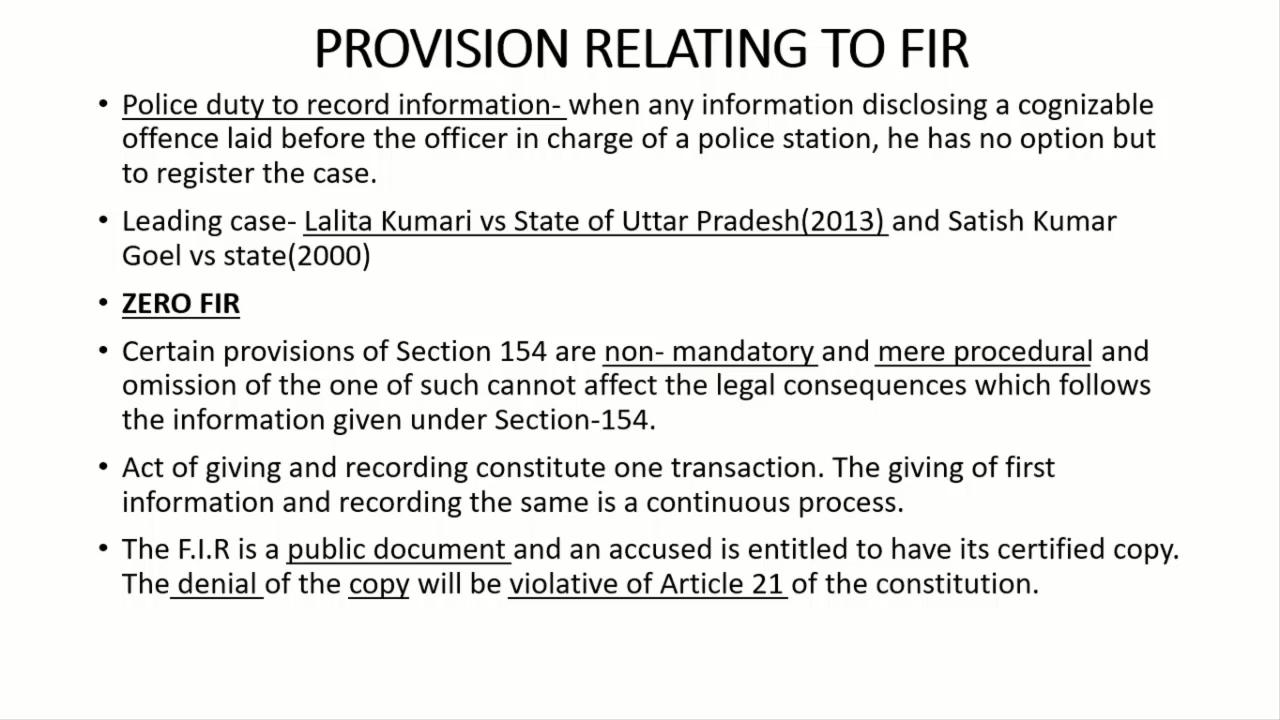 PROVISION RELATING TO FIR
• Police duty to record information- when any information disclosing a cognizable
offence laid before the officer in charge of a police station, he has no option but
to register the case.
• Leading case- Lalita Kumari vs State of Uttar Pradesh(2013) and Satish Kumar
Goel vs state(2000)
• ZERO FIR
• Certain provisions of Section 154 are non- mandatory and mere procedural and
omission of the one of such cannot affect the legal consequences which follows
the information given under Section-154.
• Act of giving and recording constitute one transaction. The giving of first
information and recording the same is a continuous process.
• The F.I.R is a public document and an accused is entitled to have its certified copy.
The denial of the copy will be violative of Article 21 of the constitution.